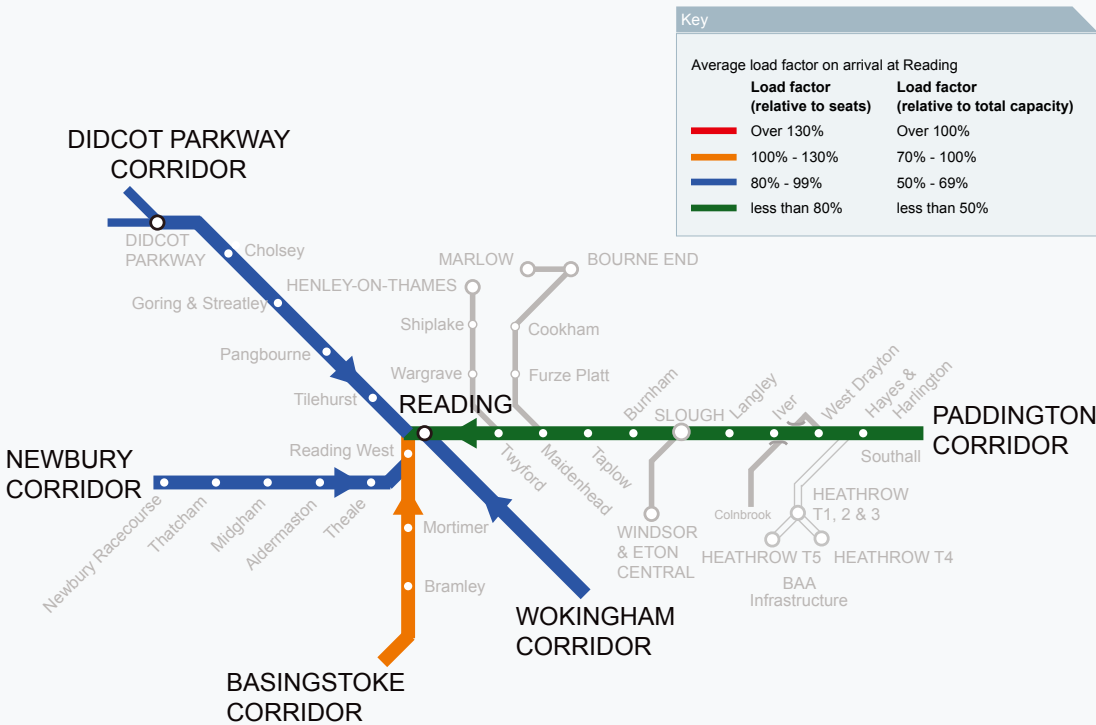 Key
Average load factor on arrival at Reading
Load factor
(relative to seats)
Load factor
(relative to total capacity)
Over 130%
Over 100%
100% - 130%
70% - 100%
80% - 99%
50% - 69%
less than 80%
less than 50%
DIDCOT PARKWAY
CORRIDOR
DIDCOT
PARKWAY
Cholsey
Goring & Streatley
Pangbourne
Tilehurst
MARLOW
BOURNE END
HENLEY-ON-THAMES
Shiplake
Cookham
Wargrave
Furze Platt
READING
Burnham
SLOUGH
Langley
Iver
West Drayton
Hayes &
Harlington
PADDINGTON
CORRIDOR
Southall
Reading West
Twyford
Maidenhead
Taplow
NEWBURY
CORRIDOR
Newbury Racecourse
Thatcham
Midgham
Aldermaston
Theale
Mortimer
Bramley
WINDSOR
& ETON
CENTRAL
Colnbrook
HEATHROW
T1, 2 & 3
HEATHROW T5
HEATHROW T4
BAA
Infrastructure
WOKINGHAM
CORRIDOR
BASINGSTOKE
CORRIDOR